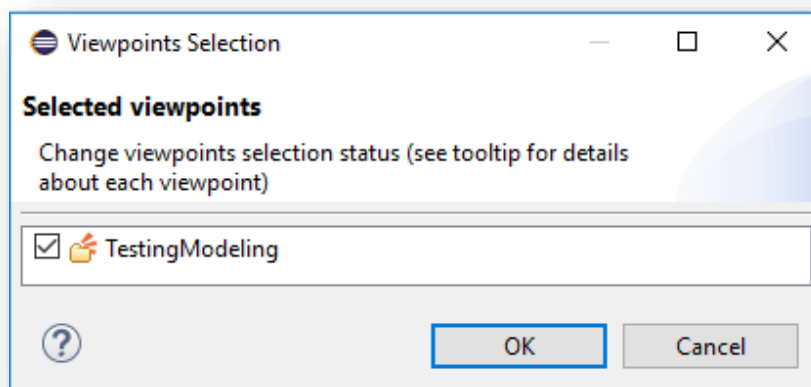 Viewpoints Selection
Selected viewpoints
Change viewpoints selection status (see tooltip for details
about each viewpoint)
TestingModeling
?
OK
Cancel